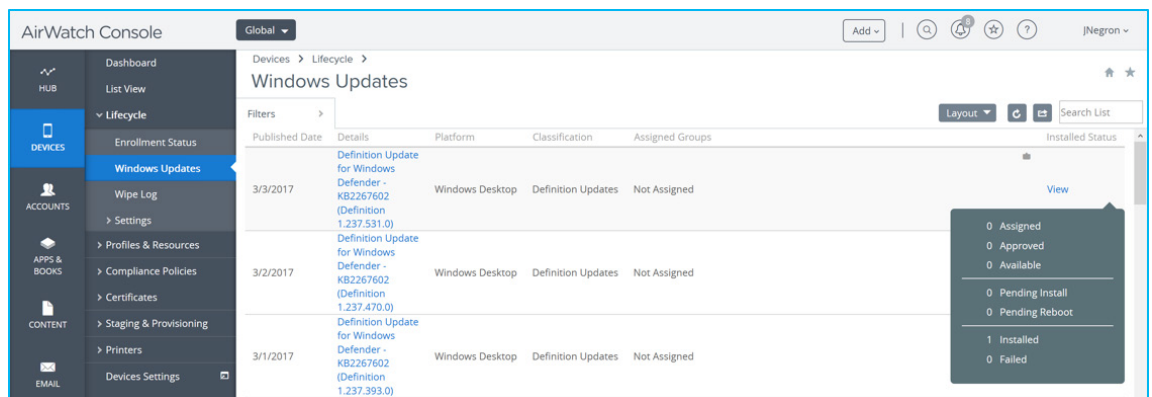 AirWatch Console
Global
Add
8
?
JNegron
HUB
DEVICES
ACCOUNTS
APPS &
BOOKS
CONTENT
EMAIL
Dashboard
List View
Lifecycle
Enrollment Status
Windows Updates
Wipe Log
> Settings
> Profiles & Resources
> Compliance Policies
> Certificates
> Staging & Provisioning
> Printers
Devices Settings
Devices > Lifecycle >
Windows Updates
Filters >
Layout
Search List
Published Date Details Platform Classification Assigned Groups Installed Status
Definition Update
for Windows
Defender -
3/3/2017 KB2267602 Windows Desktop Definition Updates Not Assigned View
(Definition
1.237.531.0)
Definition Update
for Windows
Defender -
3/2/2017 KB2267602 Windows Desktop Definition Updates Not Assigned
(Definition
1.237.470.0)
Definition Update
for Windows
Defender -
3/1/2017 KB2267602 Windows Desktop Definition Updates Not Assigned
(Definition
1.237.393.0)
0 Assigned
0 Approved
0 Available
0 Pending Install
0 Pending Reboot
1 Installed
0 Failed